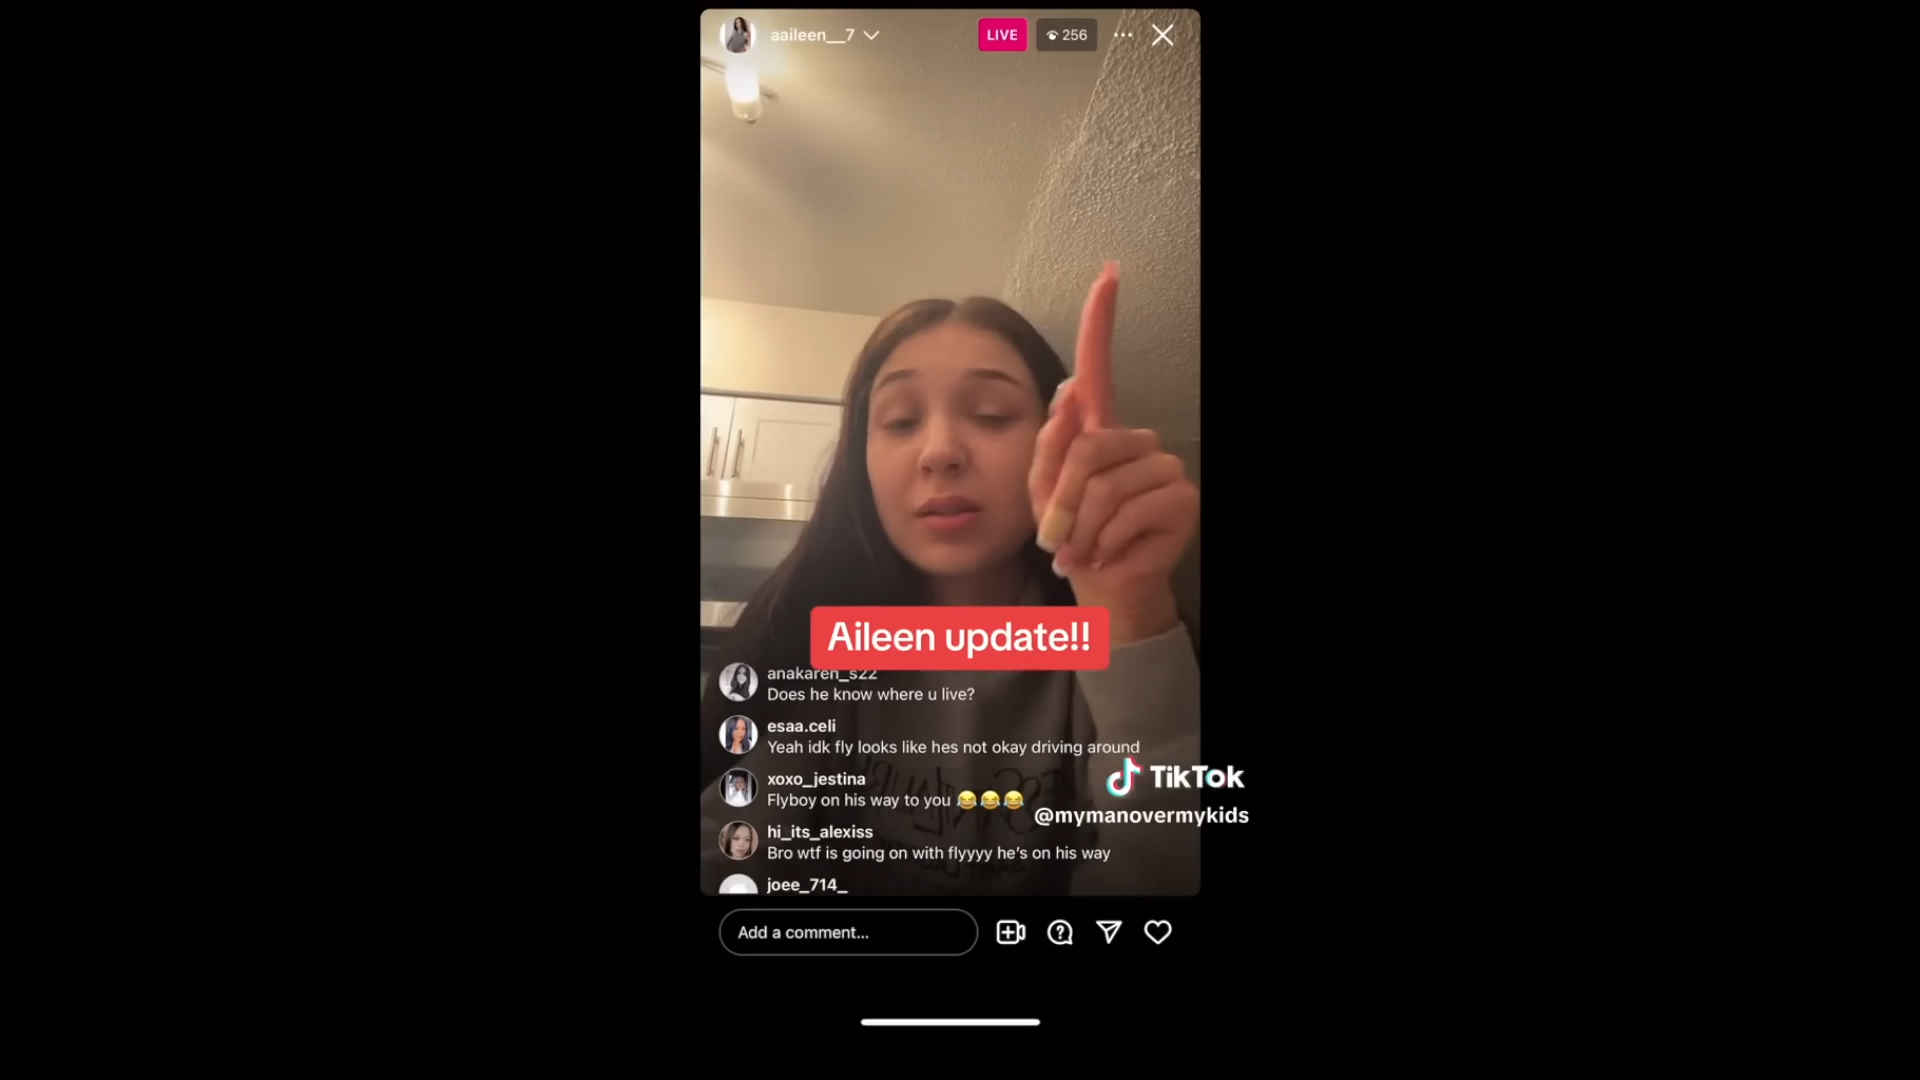 aaileen__7
LIVE
256
Aileen update!!
anakaren_s22
Does he know where u live?
esaa.celi
Yeah idk fly looks like hes not okay driving around
xoxo_jestina
Flyboy on his way to you 😂😂😂
hi_its_alexiss
Bro wtf is going on with flyyyy he's on his way
joee_714_
TikTok
@mymanovermykids
Add a comment...